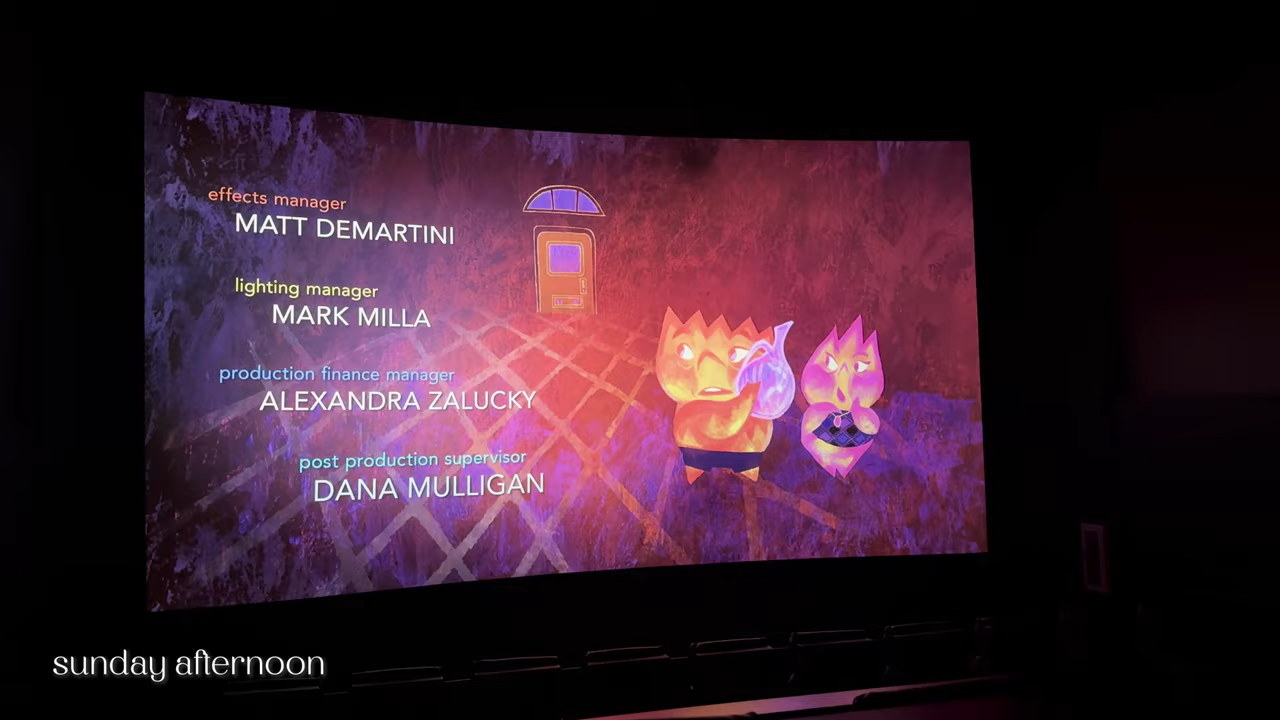 effects manager
MATT DEMARTINI
lighting manager
MARK MILLA
production finance manager
ALEXANDRA ZALUCKY
post production supervisor
DANA MULLIGAN
sunday afternoon